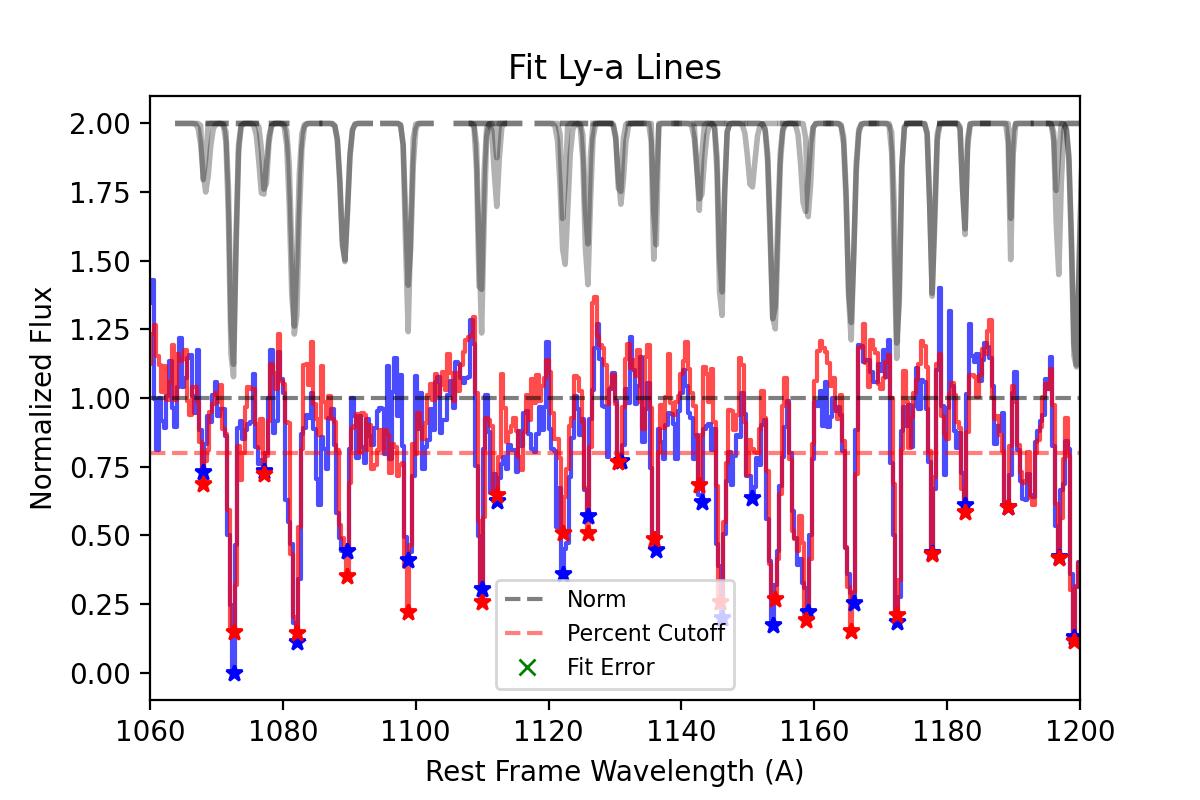 Fit Ly-a Lines
Normalized Flux
2.00
1.75
1.50
1.25
1.00
0.75
0.50
0.25
0.00
Norm
Percent Cutoff
Fit Error
1060 1080 1100 1120 1140 1160 1180 1200
Rest Frame Wavelength (A)